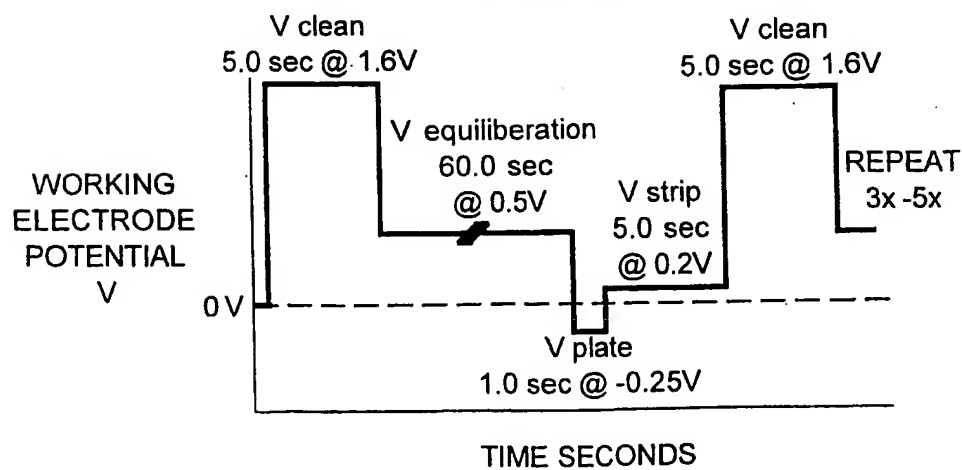 V clean
5.0 sec @ 1.6V
V clean
5.0 sec @ 1.6V
V equiliberation
60.0 sec
@ 0.5V
V strip
5.0 sec
@ 0.2V
REPEAT
3x -5x
WORKING
ELECTRODE
POTENTIAL
V
0 V
V plate
1.0 sec @ -0.25V
TIME SECONDS